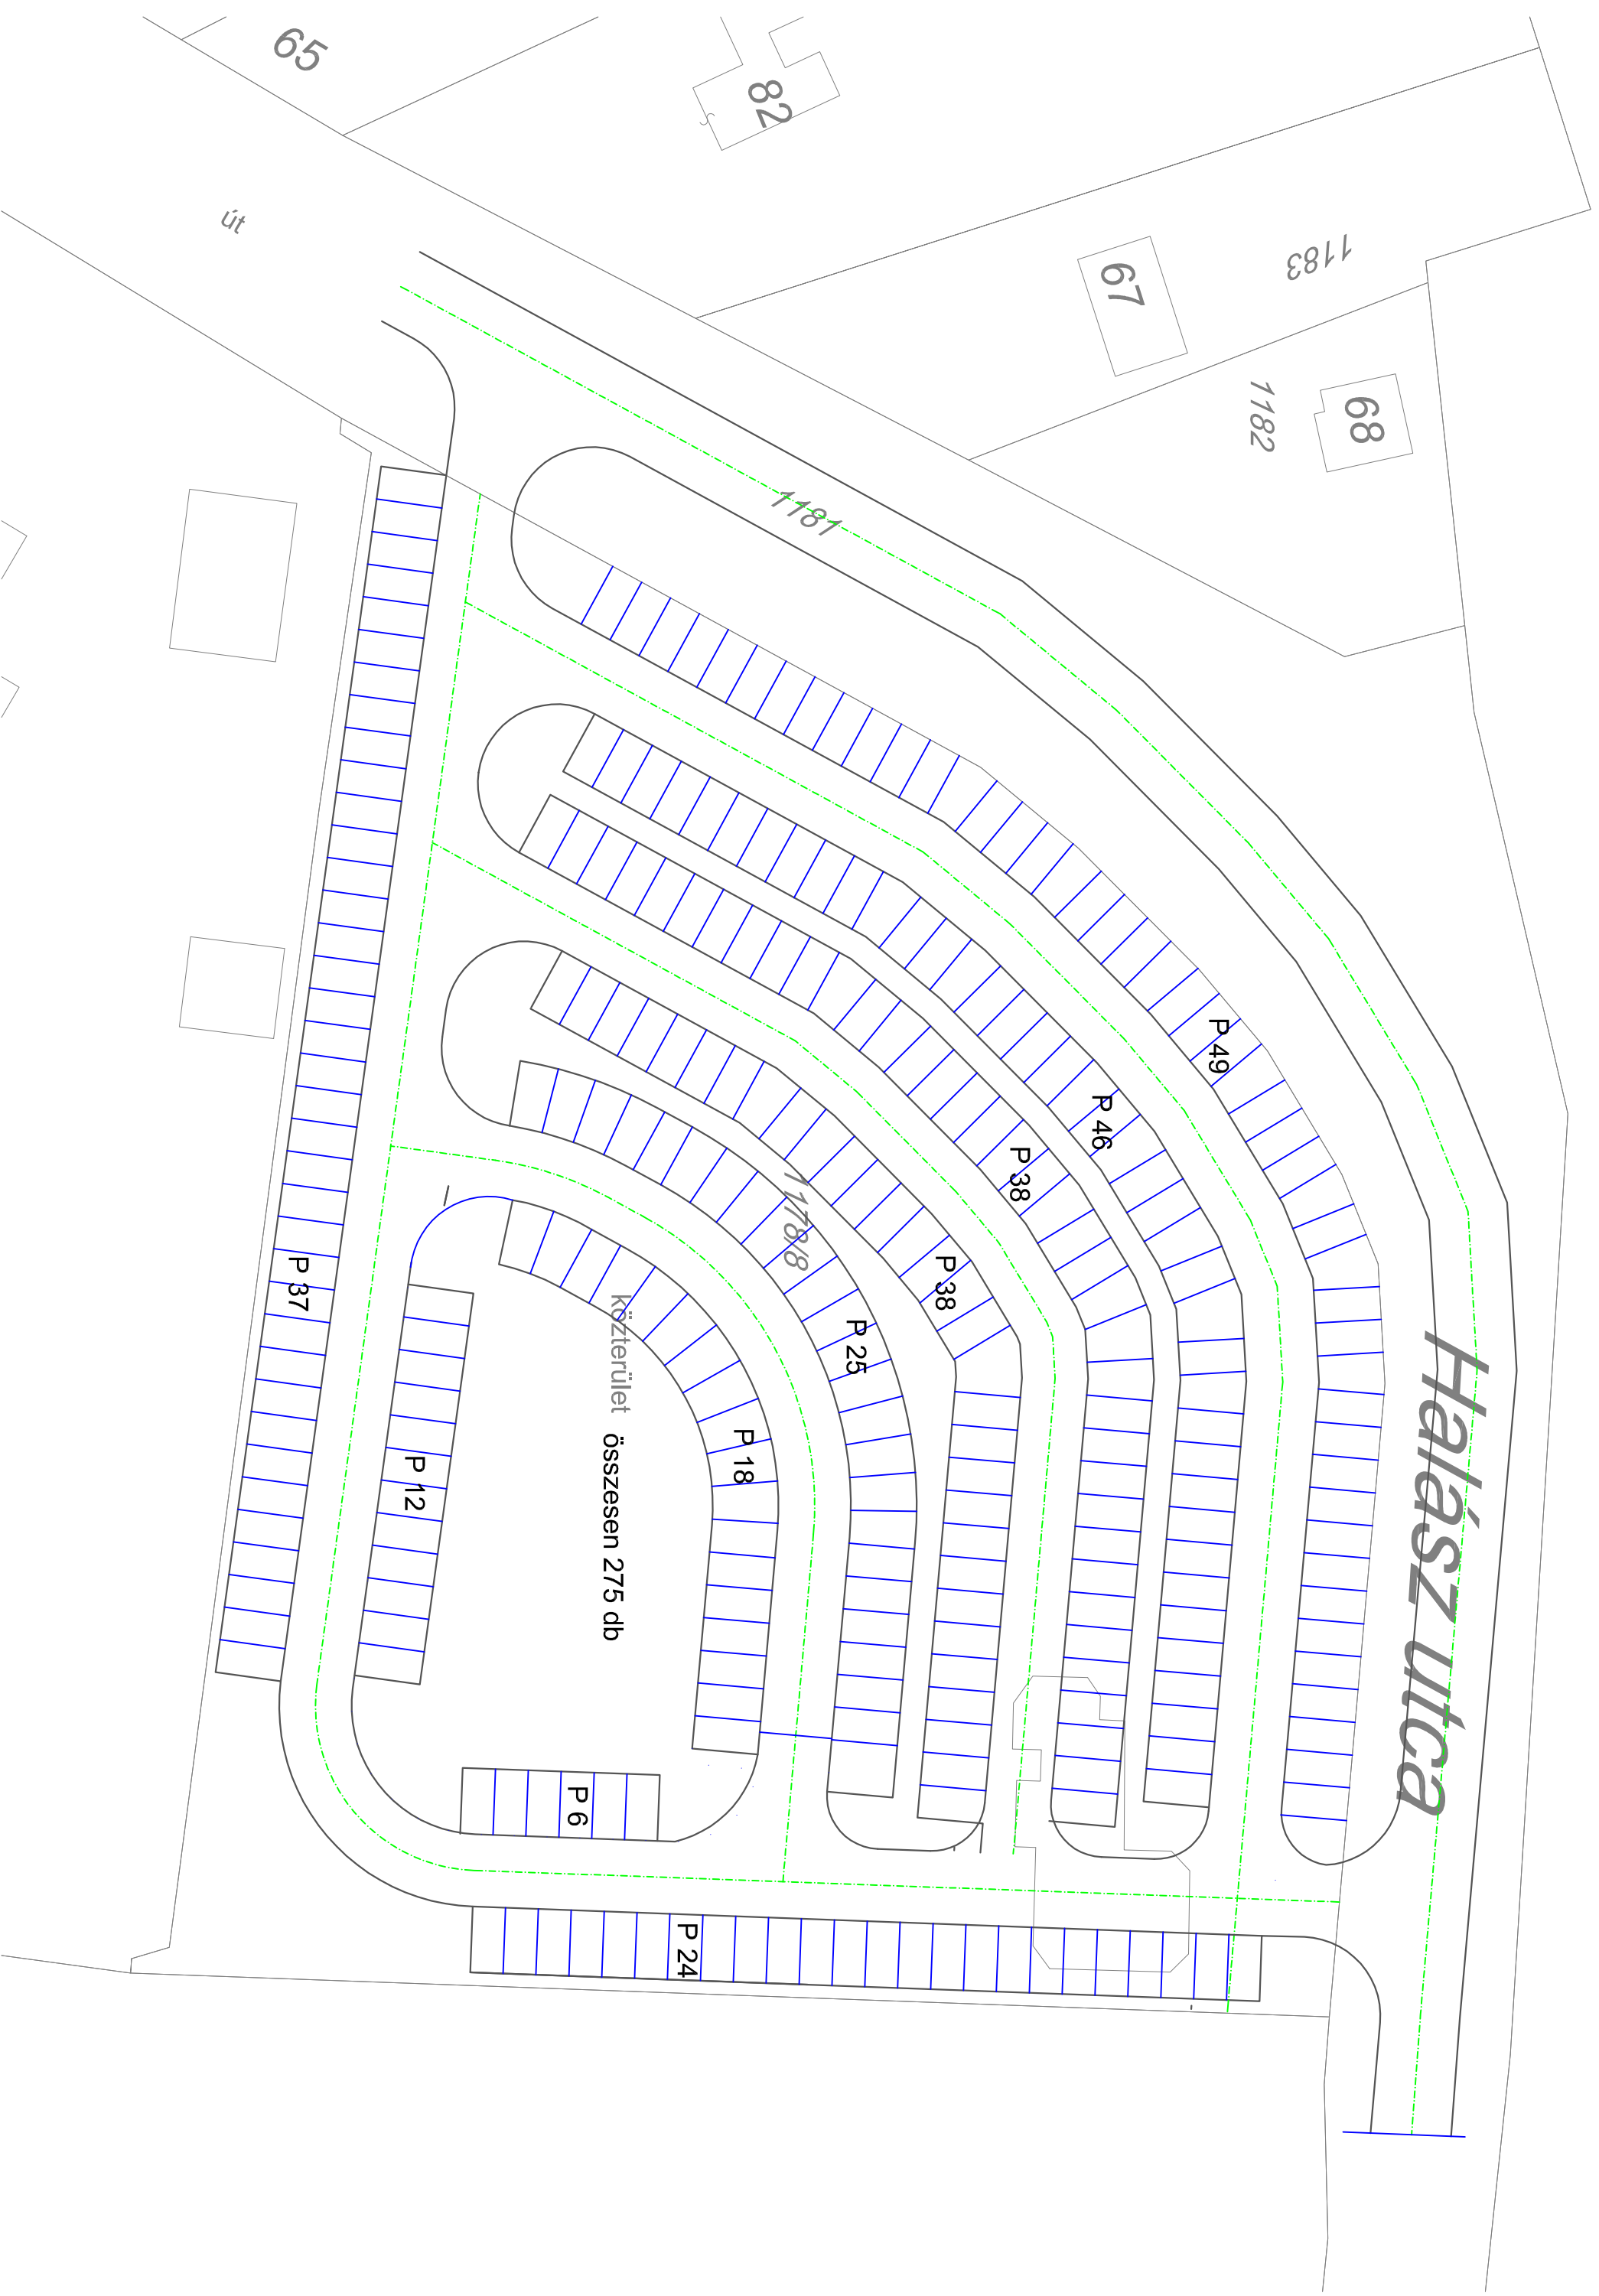 65
82
út
67
1183
68
1182
1181
P 49
P 46
P 38
1178/8
P 38
P 37
közterület
P 25
Halász utca
P 18
P 12
összesen 275 db
P 6
P 24